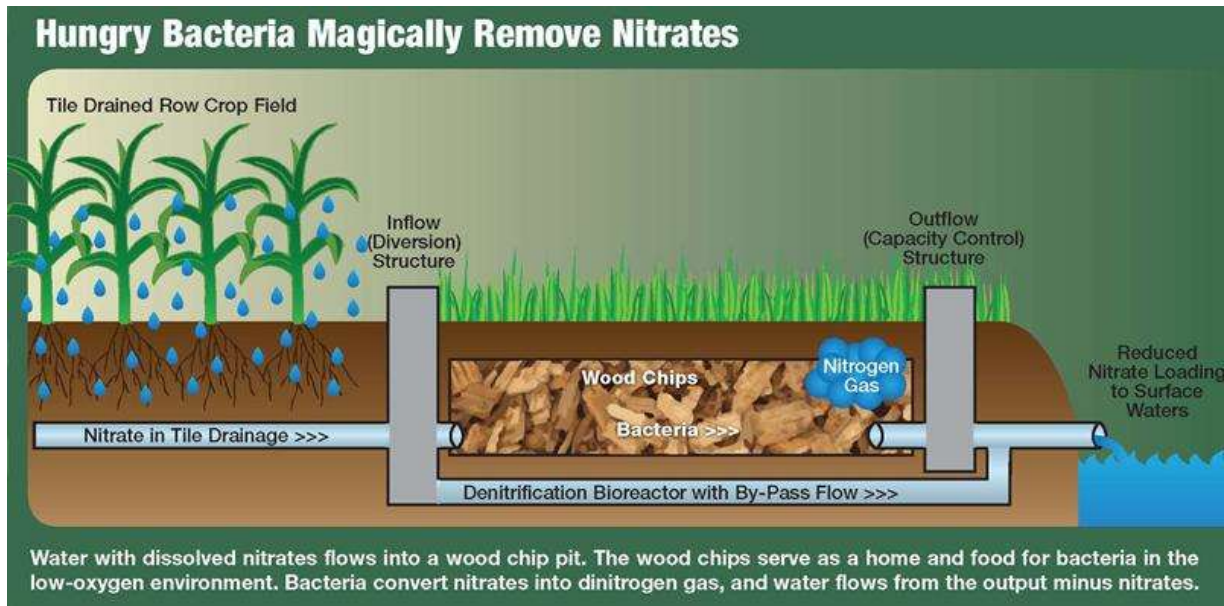 Hungry Bacteria Magically Remove Nitrates
Tile Drained Row Crop Field
Inflow
(Diversion)
Structure
Outflow
(Capacity Control)
Structure
Wood Chips
Nitrogen
Gas
Bacteria >>>
Reduced
Nitrate Loading
to Surface
Waters
Nitrate in Tile Drainage >>>
Denitrification Bioreactor with By-Pass Flow >>>
Water with dissolved nitrates flows into a wood chip pit. The wood chips serve as a home and food for bacteria in the
low-oxygen environment. Bacteria convert nitrates into dinitrogen gas, and water flows from the output minus nitrates.